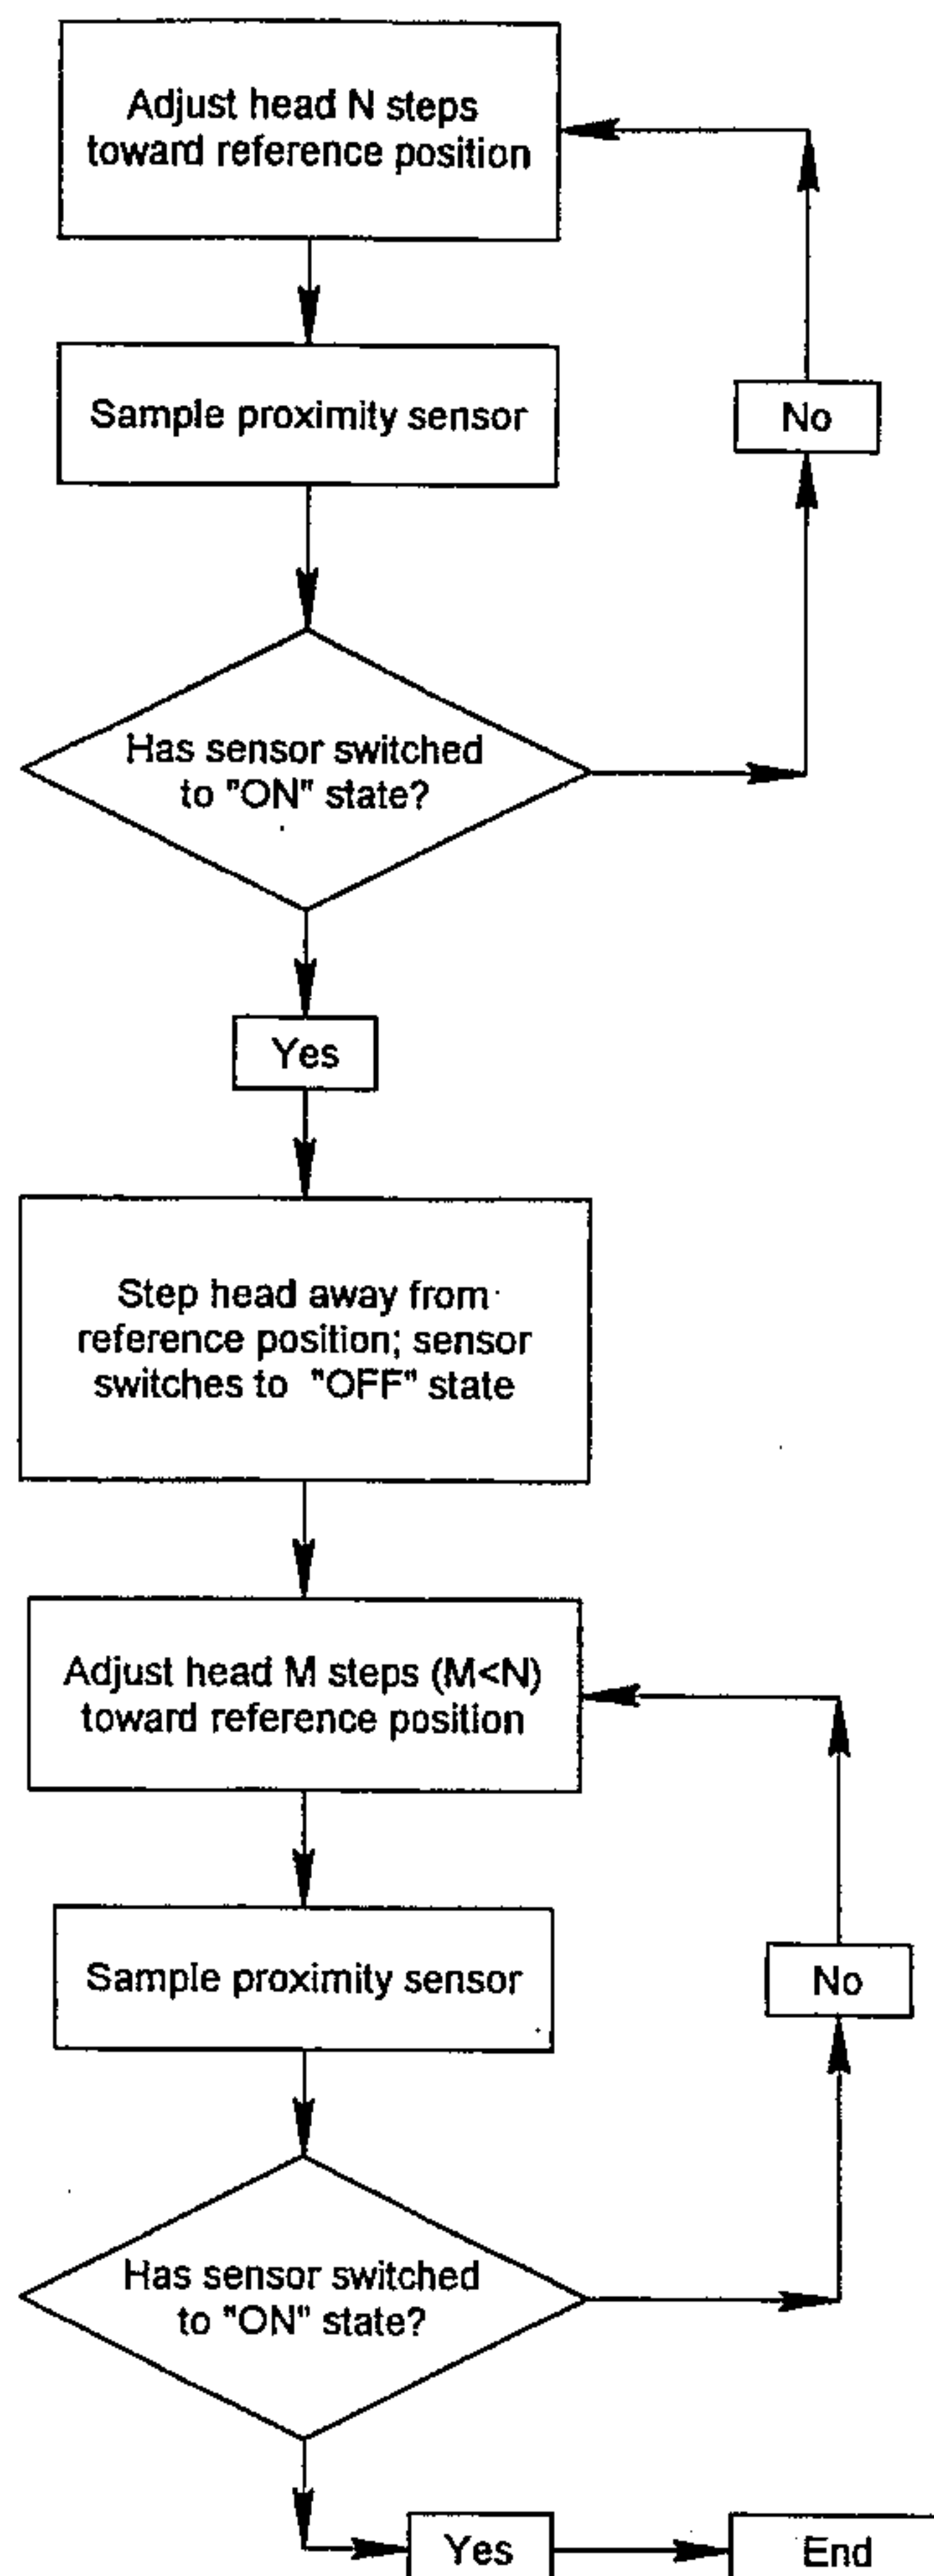 Adjust head N steps
toward reference position
Sample proximity sensor
No
Has sensor switched
to "ON" state?
Yes
Step head away from
reference position; sensor
switches to "OFF" state
Adjust head M steps (M<N)
toward reference position
Sample proximity sensor
No
Has sensor switched
to "ON" state?
Yes
End